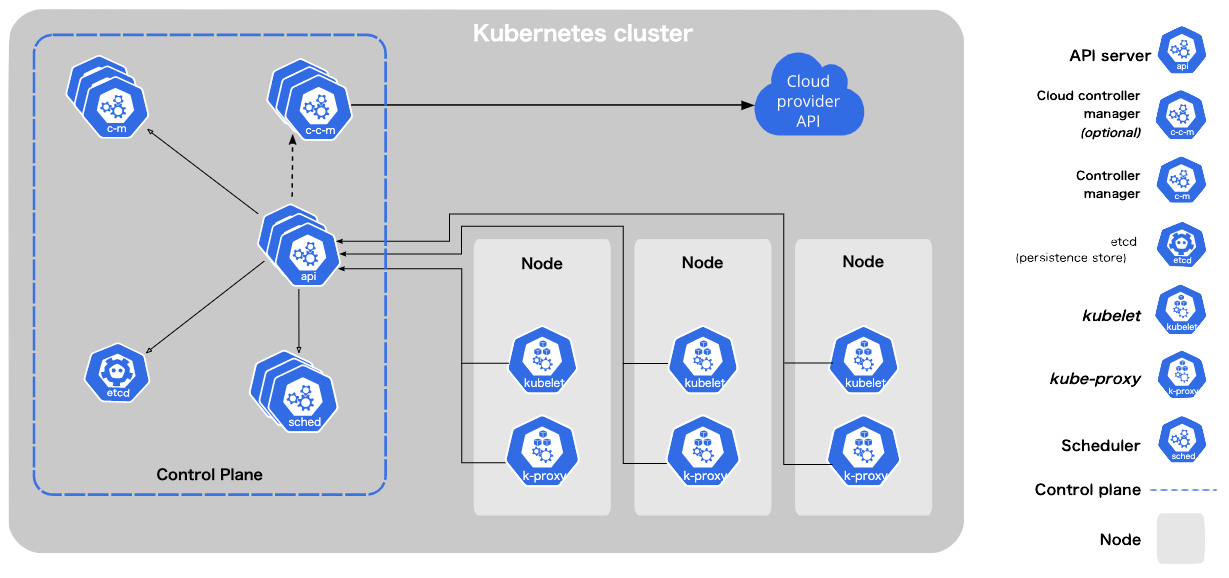 Kubernetes cluster
c-m
c-c-m
Cloud
provider
API
api
etcd
sched
Control Plane
Node
kubelet
k-proxy
Node
kubelet
k-proxy
Node
kubelet
k-proxy
API server
api
Cloud controller
manager
(optional)
c-c-m
Controller
manager
c-m
etcd
(persistence store)
etcd
kubelet
kubelet
kube-proxy
k-proxy
Scheduler
sched
Control plane
Node